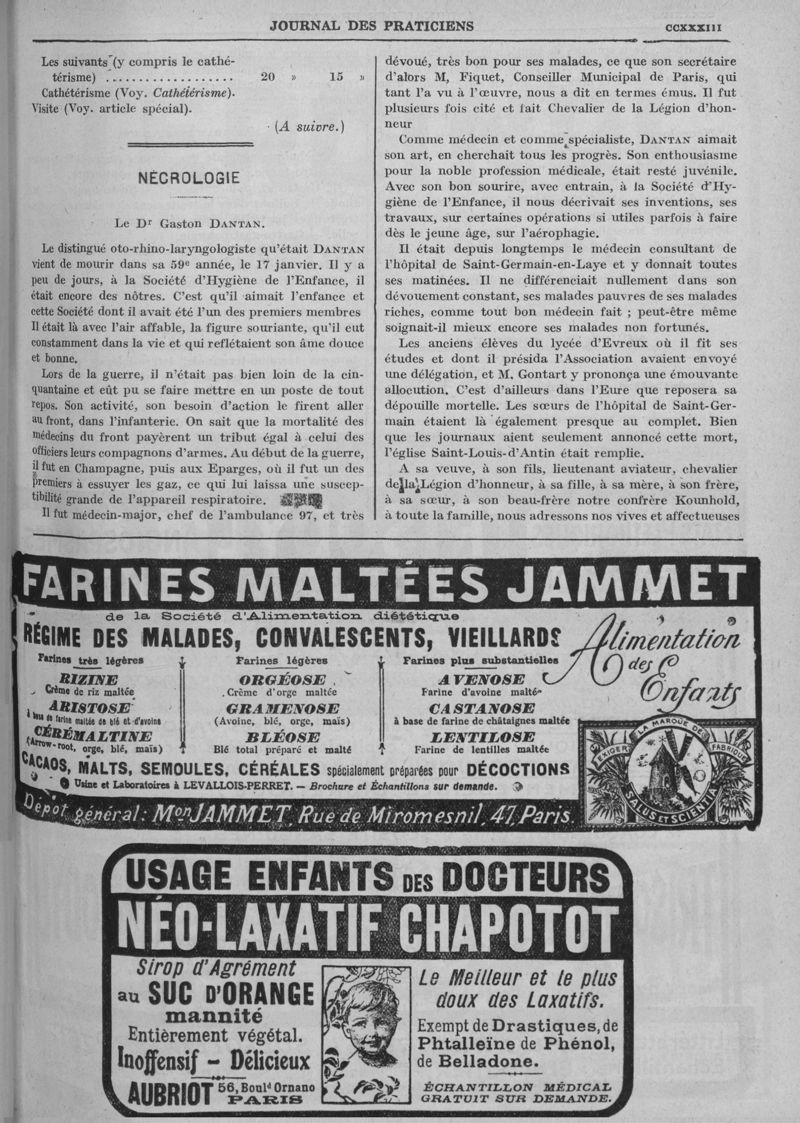 JOURNAL DES PRATICIENS
CCXXXIII
Les suivants (y compris le cathé-
térisme) ................... 20 » 15 »
Cathétérisme (Voy. Cathétérisme).
Visite (Voy. article spécial).
(A suivre.)
NÉCROLOGIE
Le Dr Gaston DANTAN.
Le distingué oto-rhino-laryngologiste qu'était DANTAN
vient de mourir dans sa 59e année, le 17 janvier. Il y a
peu de jours, à la Société d'Hygiène de l'Enfance, il
était encore des nôtres. C'est qu'il aimait l'enfance et
cette Société dont il avait été l'un des premiers membres
Il était là avec l'air affable, la figure souriante, qu'il eut
constamment dans la vie et qui reflétaient son âme douce
et bonne.
Lors de la guerre, il n'était pas bien loin de la cin-
quantaine et eût pu se faire mettre en un poste de tout
repos. Son activité, son besoin d'action le firent aller
au front, dans l'infanterie. On sait que la mortalité des
médecins du front payèrent un tribut égal à celui des
officiers leurs compagnons d'armes. Au début de la guerre,
il fut en Champagne, puis aux Eparges, où il fut un des
premiers à essuyer les gaz, ce qui lui laissa une suscep-
tibilité grande de l'appareil respiratoire.
Il fut médecin-major, chef de l'ambulance 97, et très
dévoué, très bon pour ses malades, ce que son secrétaire
d'alors M, Fiquet, Conseiller Municipal de Paris, qui
tant l'a vu à l'œuvre, nous a dit en termes émus. Il fut
plusieurs fois cité et fait Chevalier de la Légion d'hon-
neur
Comme médecin et comme spécialiste, DANTAN aimait
son art, en cherchait tous les progrès. Son enthousiasme
pour la noble profession médicale, était resté juvénile.
Avec son bon sourire, avec entrain, à la Société d'Hy-
giène de l'Enfance, il nous décrivait ses inventions, ses
travaux, sur certaines opérations si utiles parfois à faire
dès le jeune âge, sur l'aérophagie.
Il était depuis longtemps le médecin consultant de
l'hôpital de Saint-Germain-en-Laye et y donnait toutes
ses matinées. Il ne différenciait nullement dans son
dévouement constant, ses malades pauvres de ses malades
riches, comme tout bon médecin fait ; peut-être même
soignait-il mieux encore ses malades non fortunés.
Les anciens élèves du lycée d'Evreux où il fit ses
études et dont il présida l'Association avaient envoyé
une délégation, et M. Gontart y prononça une émouvante
allocution. C'est d'ailleurs dans l'Eure que reposera sa
dépouille mortelle. Les sœurs de l'hôpital de Saint-Ger-
main étaient là également presque au complet. Bien
que les journaux aient seulement annoncé cette mort,
l'église Saint-Louis-d'Antin était remplie.
A sa veuve, à son fils, lieutenant aviateur, chevalier
de la Légion d'honneur, à sa fille, à sa mère, à son frère,
à sa sœur, à son beau-frère notre confrère Kounhold,
à toute la famille, nous adressons nos vives et affectueuses
FARINES MALTÉES JAMMET
de la Société d'Alimentation diététique
RÉGIME DES MALADES, CONVALESCENTS, VIEILLARDS
Alimentation
des
Enfants
Farines très légères
RIZINE
Crème de riz maltée
ARISTOSE
à base de farine maltée de blé et d'avoine
CÉRÉMALTINE
(Arrow-root, orge, blé, maïs)
Farines légères
ORGÉOSE
Crème d'orge maltée
GRAMENOSE
(Avoine, blé, orge, maïs)
BLÉOSE
Blé total préparé et malté
Farines plus substantielles
AVENOSE
Farine d'avoine maltée
CASTANOSE
à base de farine de châtaignes maltée
LENTILOSE
Farine de lentilles maltée
CACAOS, MALTS, SEMOULES, CÉRÉALES spécialement préparées pour DÉCOCTIONS
Usine et Laboratoires à LEVALLOIS-PERRET. — Brochure et Échantillons sur demande.
Dépôt général: Mon JAMMET, Rue de Miromesnil, 47, Paris.
EXIGER LA MARQUE DE FABRIQUE
SALUS ET SCIENTIA
USAGE ENFANTS DES DOCTEURS
NÉO-LAXATIF CHAPOTOT
Sirop d'Agrément
au SUC D'ORANGE
mannité
Entièrement végétal.
Inoffensif - Délicieux
AUBRIOT 56, Bould Ornano
PARIS
Le Meilleur et le plus
doux des Laxatifs.
Exempt de Drastiques, de
Phtalleïne de Phénol,
de Belladone.
ÉCHANTILLON MÉDICAL
GRATUIT SUR DEMANDE.